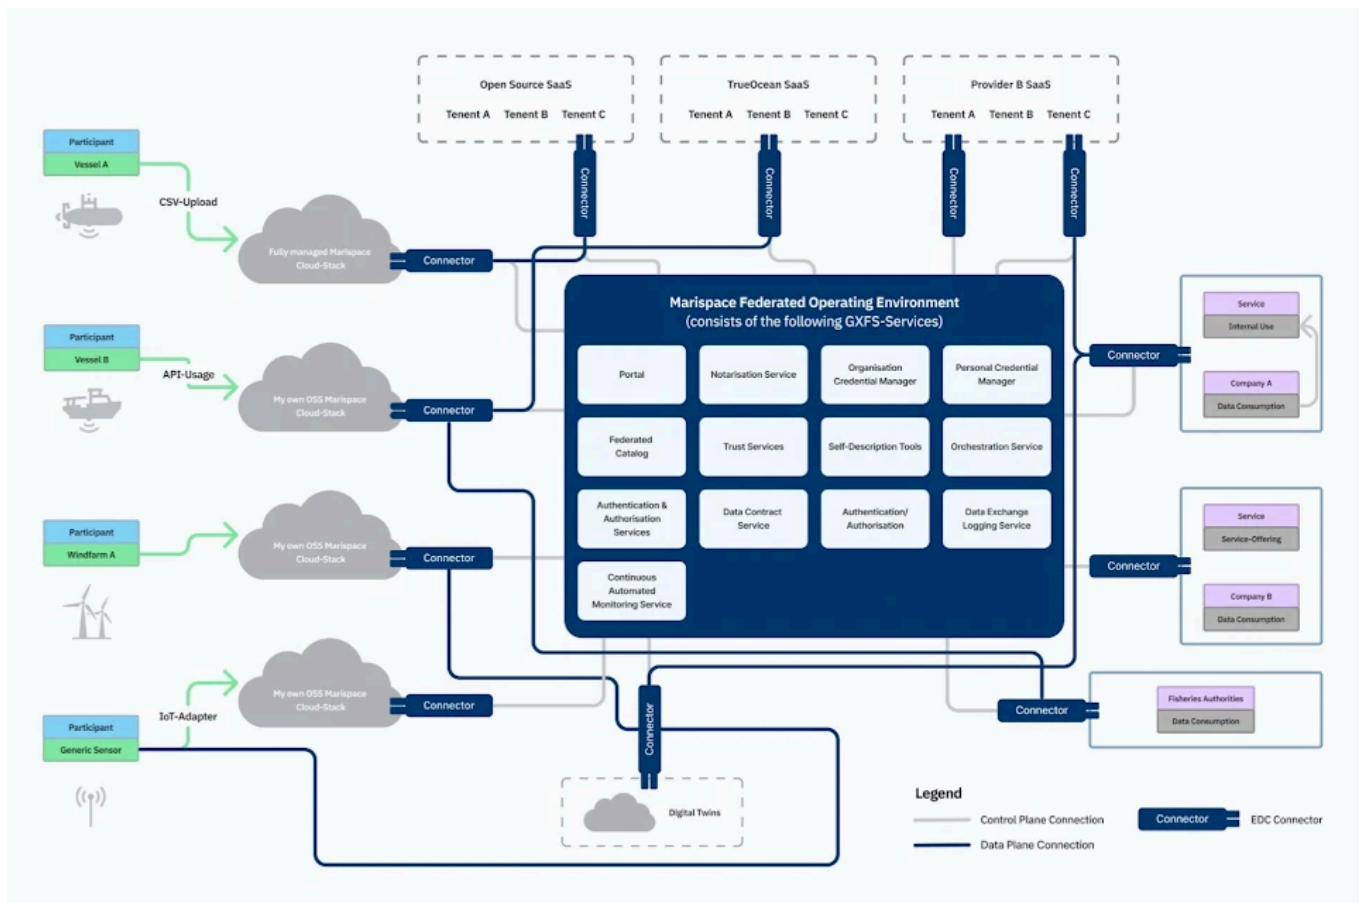 Open Source SaaS
Tenent A Tenent B Tenent C
TrueOcean SaaS
Tenent A Tenent B Tenent C
Provider B SaaS
Tenent A Tenent B Tenent C
Connector
Connector
Connector
Connector
Participant
Vessel A
CSV-Upload
Fully managed Marispace
Cloud-Stack
Connector
Participant
Vessel B
API-Usage
My own OSS Marispace
Cloud-Stack
Connector
Participant
Windfarm A
My own OSS Marispace
Cloud-Stack
Connector
Participant
Generic Sensor
IoT-Adapter
My own OSS Marispace
Cloud-Stack
Connector
Marispace Federated Operating Environment
(consists of the following GXFS-Services)
Portal
Notarisation Service
Organisation
Credential Manager
Personal Credential
Manager
Federated
Catalog
Trust Services
Self-Description Tools
Orchestration Service
Authentication &
Authorisation
Services
Data Contract
Service
Authentication/
Authorisation
Data Exchange
Logging Service
Continuous
Automated
Monitoring Service
Connector
Service
Internal Use
Company A
Data Consumption
Connector
Service
Service-Offering
Company B
Data Consumption
Connector
Fisheries Authorities
Data Consumption
Connector
Digital Twins
Legend
Control Plane Connection
Data Plane Connection
Connector
EDC Connector